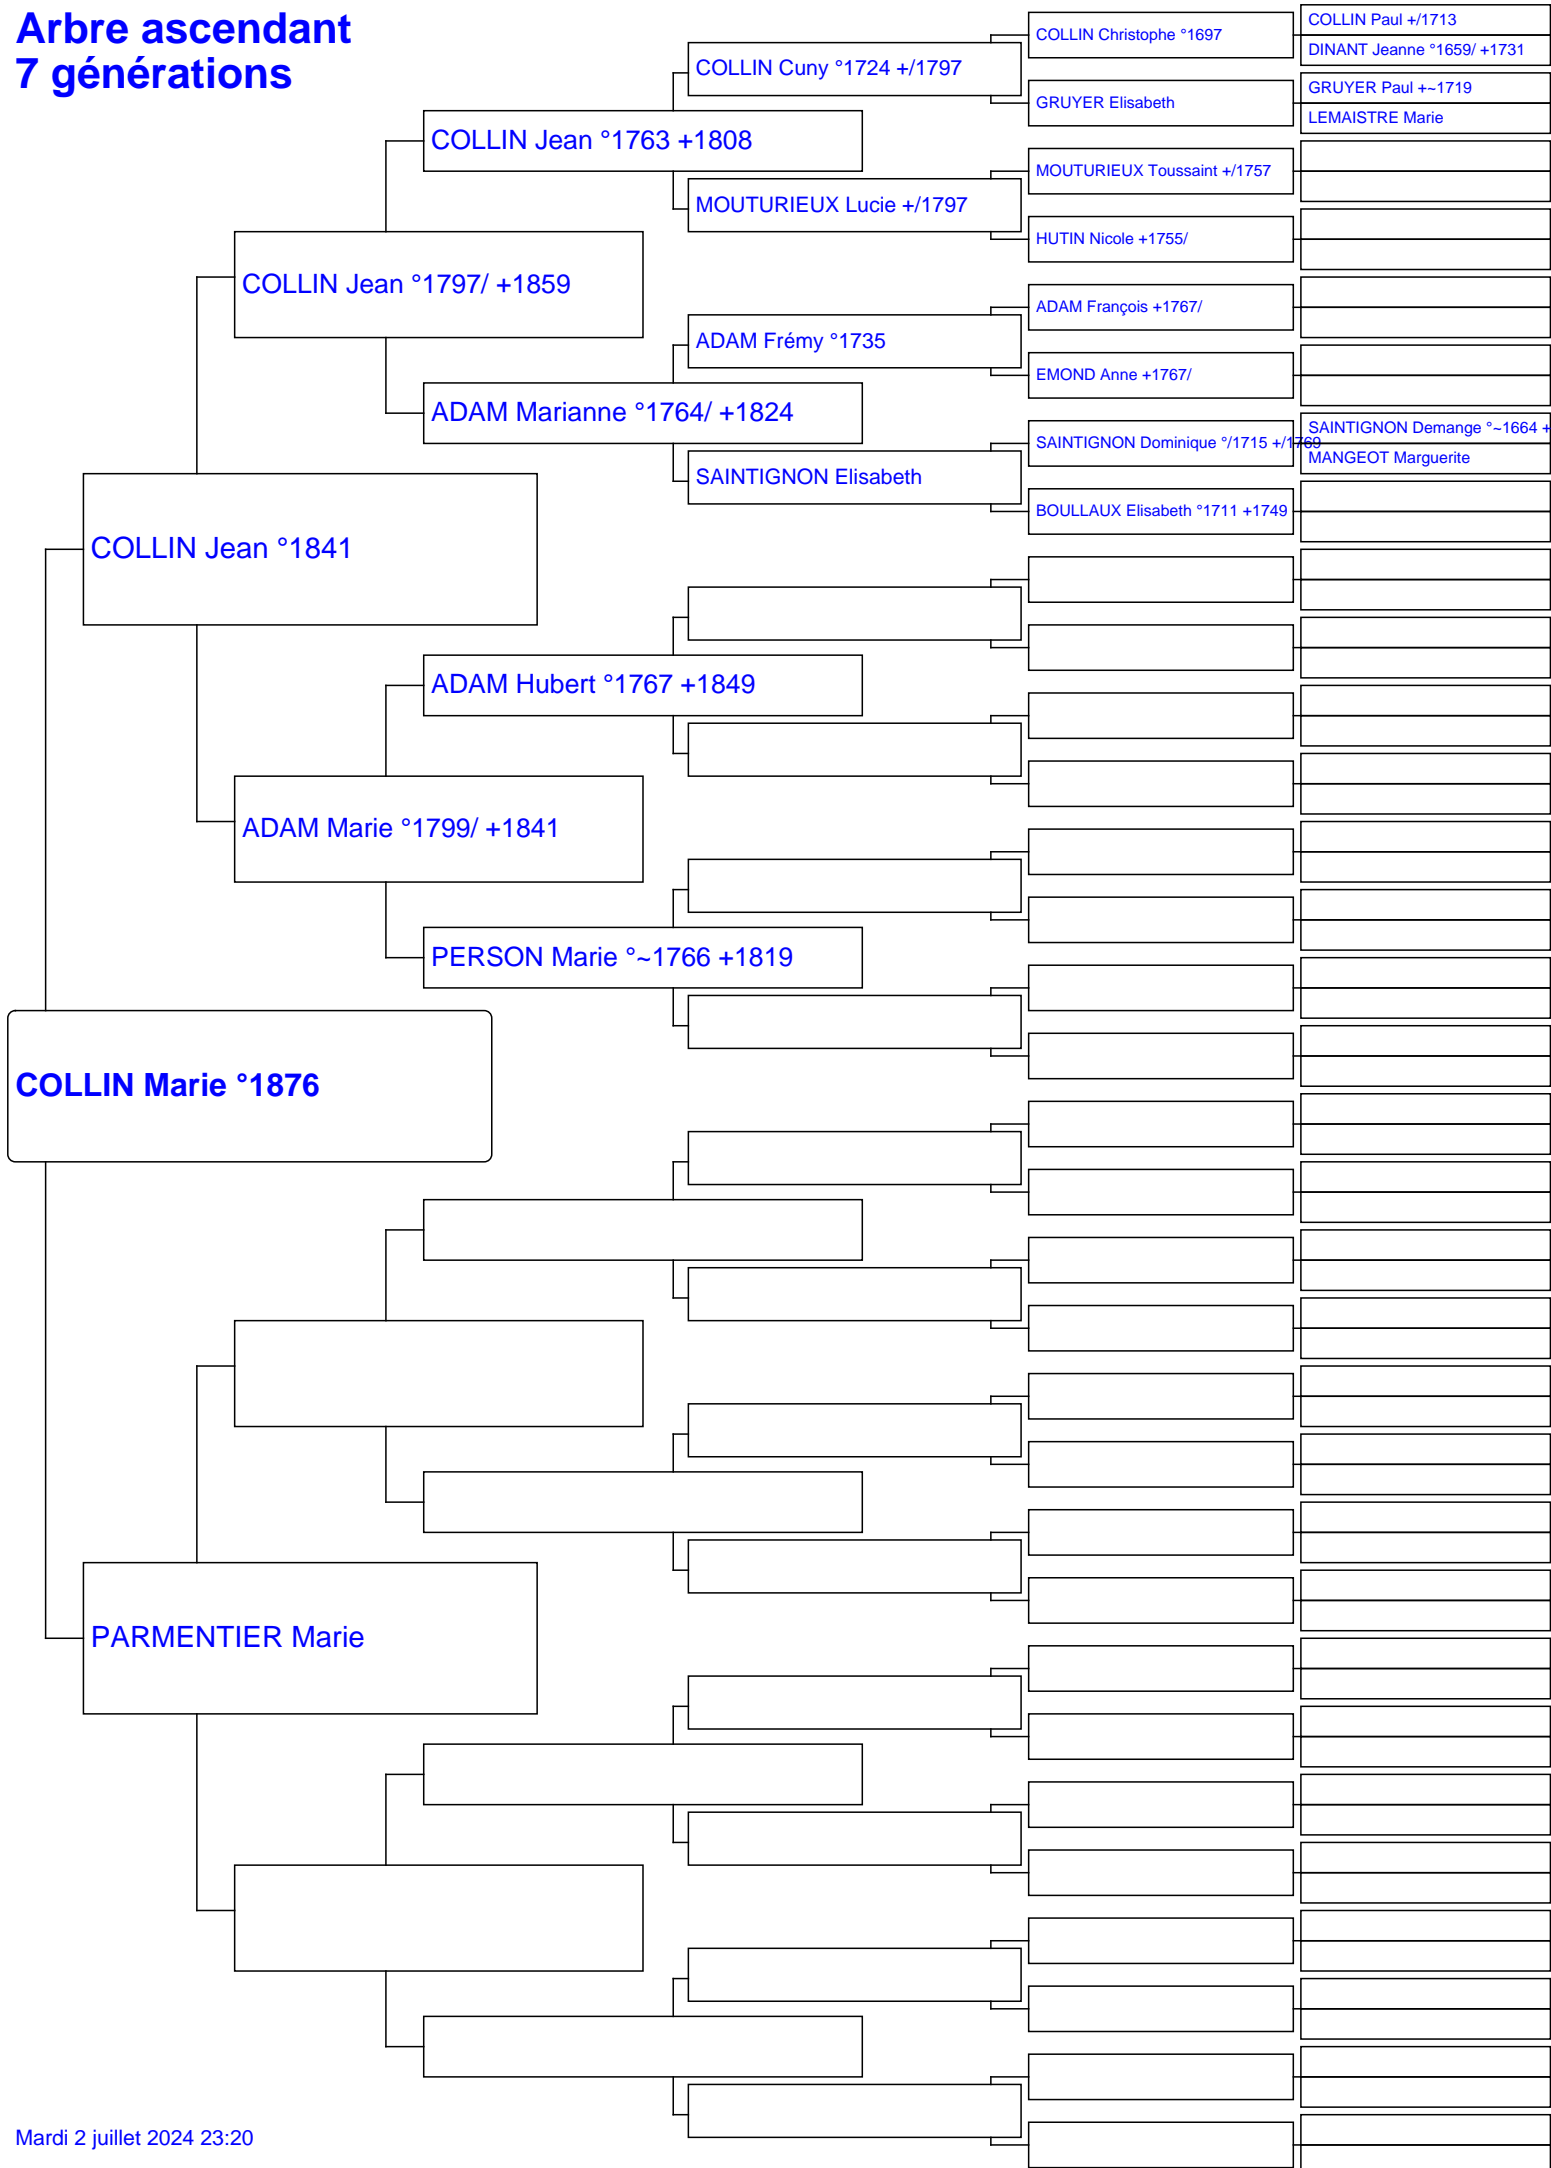 Arbre ascendant
7 générations
COLLIN Paul +/1713
COLLIN Christophe °1697
DINANT Jeanne °1659/ +1731
COLLIN Cuny °1724 +/1797
GRUYER Paul +~1719
GRUYER Elisabeth
LEMAISTRE Marie
COLLIN Jean °1763 +1808
MOUTURIEUX Toussaint +/1757
MOUTURIEUX Lucie +/1797
HUTIN Nicole +1755/
COLLIN Jean °1797/ +1859
ADAM François +1767/
ADAM Frémy °1735
EMOND Anne +1767/
ADAM Marianne °1764/ +1824
SAINTIGNON Demange °~1664 +
SAINTIGNON Dominique °/1715 +/1769
MANGEOT Marguerite
SAINTIGNON Elisabeth
BOULLAUX Elisabeth °1711 +1749
COLLIN Jean °1841
ADAM Hubert °1767 +1849
ADAM Marie °1799/ +1841
PERSON Marie °~1766 +1819
COLLIN Marie °1876
PARMENTIER Marie
Mardi 2 juillet 2024 23:20